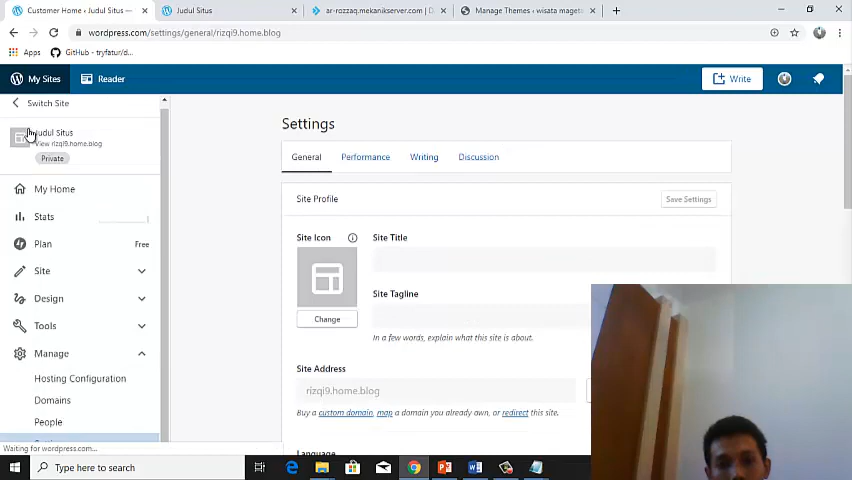 Customer Home ‹ Judul Situs —
Judul Situs
ar-rozzaq.mekanikserver.com | D
Manage Themes ‹ wisata maget
wordpress.com/settings/general/rizqi9.home.blog
Apps
GitHub - tryfatur/d...
My Sites
Reader
Write
Switch Site
Judul Situs
View rizqi9.home.blog
Private
My Home
Stats
Plan
Free
Site
Design
Tools
Manage
Hosting Configuration
Domains
People
Settings
General
Performance
Writing
Discussion
Site Profile
Save Settings
Site Icon
Change
Site Title
Site Tagline
In a few words, explain what this site is about.
Site Address
rizqi9.home.blog
Buy a custom domain, map a domain you already own, or redirect this site.
Language
Waiting for wordpress.com...
Type here to search